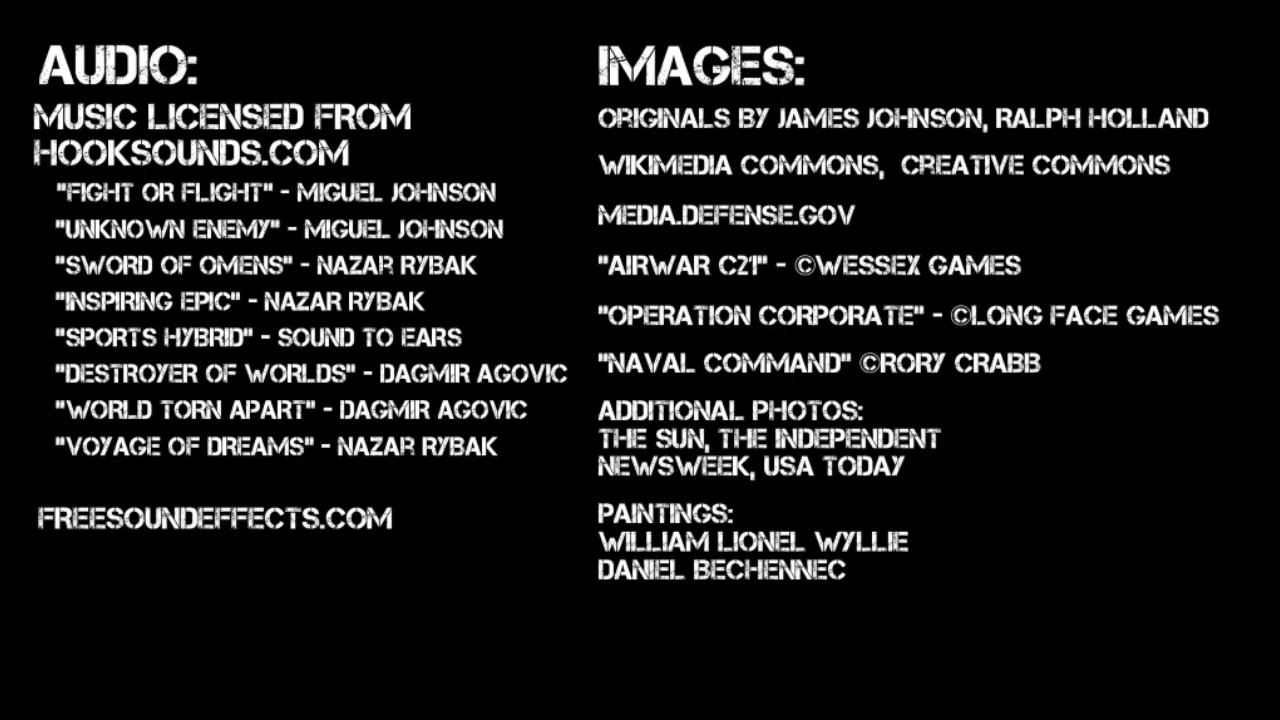 AUDIO:
MUSIC LICENSED FROM
HOOKSOUNDS.COM
"FIGHT OR FLIGHT" - MIGUEL JOHNSON
"UNKNOWN ENEMY" - MIGUEL JOHNSON
"SWORD OF OMENS" - NAZAR RYBAK
"INSPIRING EPIC" - NAZAR RYBAK
"SPORTS HYBRID" - SOUND TO EARS
"DESTROYER OF WORLDS" - DAGMIR AGOVIC
"WORLD TORN APART" - DAGMIR AGOVIC
"VOYAGE OF DREAMS" - NAZAR RYBAK
FREESOUNDEFFECTS.COM
IMAGES:
ORIGINALS BY JAMES JOHNSON, RALPH HOLLAND
WIKIMEDIA COMMONS, CREATIVE COMMONS
MEDIA.DEFENSE.GOV
"AIRWAR C21" - ©WESSEX GAMES
"OPERATION CORPORATE" - ©LONG FACE GAMES
"NAVAL COMMAND" ©RORY CRABB
ADDITIONAL PHOTOS:
THE SUN, THE INDEPENDENT
NEWSWEEK, USA TODAY
PAINTINGS:
WILLIAM LIONEL WYLLIE
DANIEL BECHENNEC